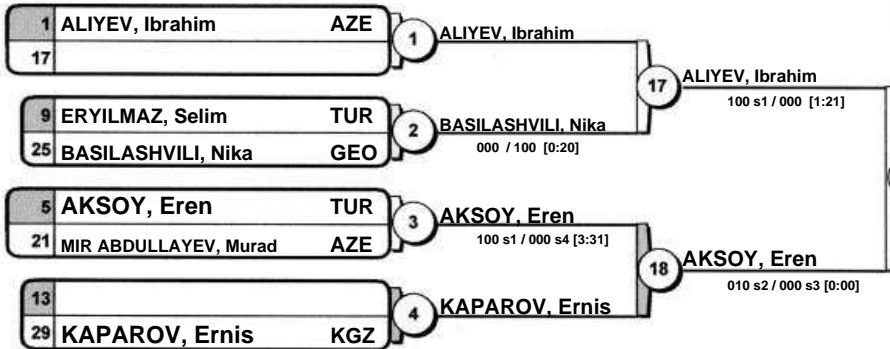 1 ALIYEV, Ibrahim AZE
17
1 ALIYEV, Ibrahim
9 ERYILMAZ, Selim TUR
25 BASILASHVILI, Nika GEO
2 BASILASHVILI, Nika
000 / 100 [0:20]
17 ALIYEV, Ibrahim
100 s1 / 000 [1:21]
5 AKSOY, Eren TUR
21 MIR ABDULLAYEV, Murad AZE
3 AKSOY, Eren
100 s1 / 000 s4 [3:31]
13
29 KAPAROV, Ernis KGZ
4 KAPAROV, Ernis
18 AKSOY, Eren
010 s2 / 000 s3 [0:00]